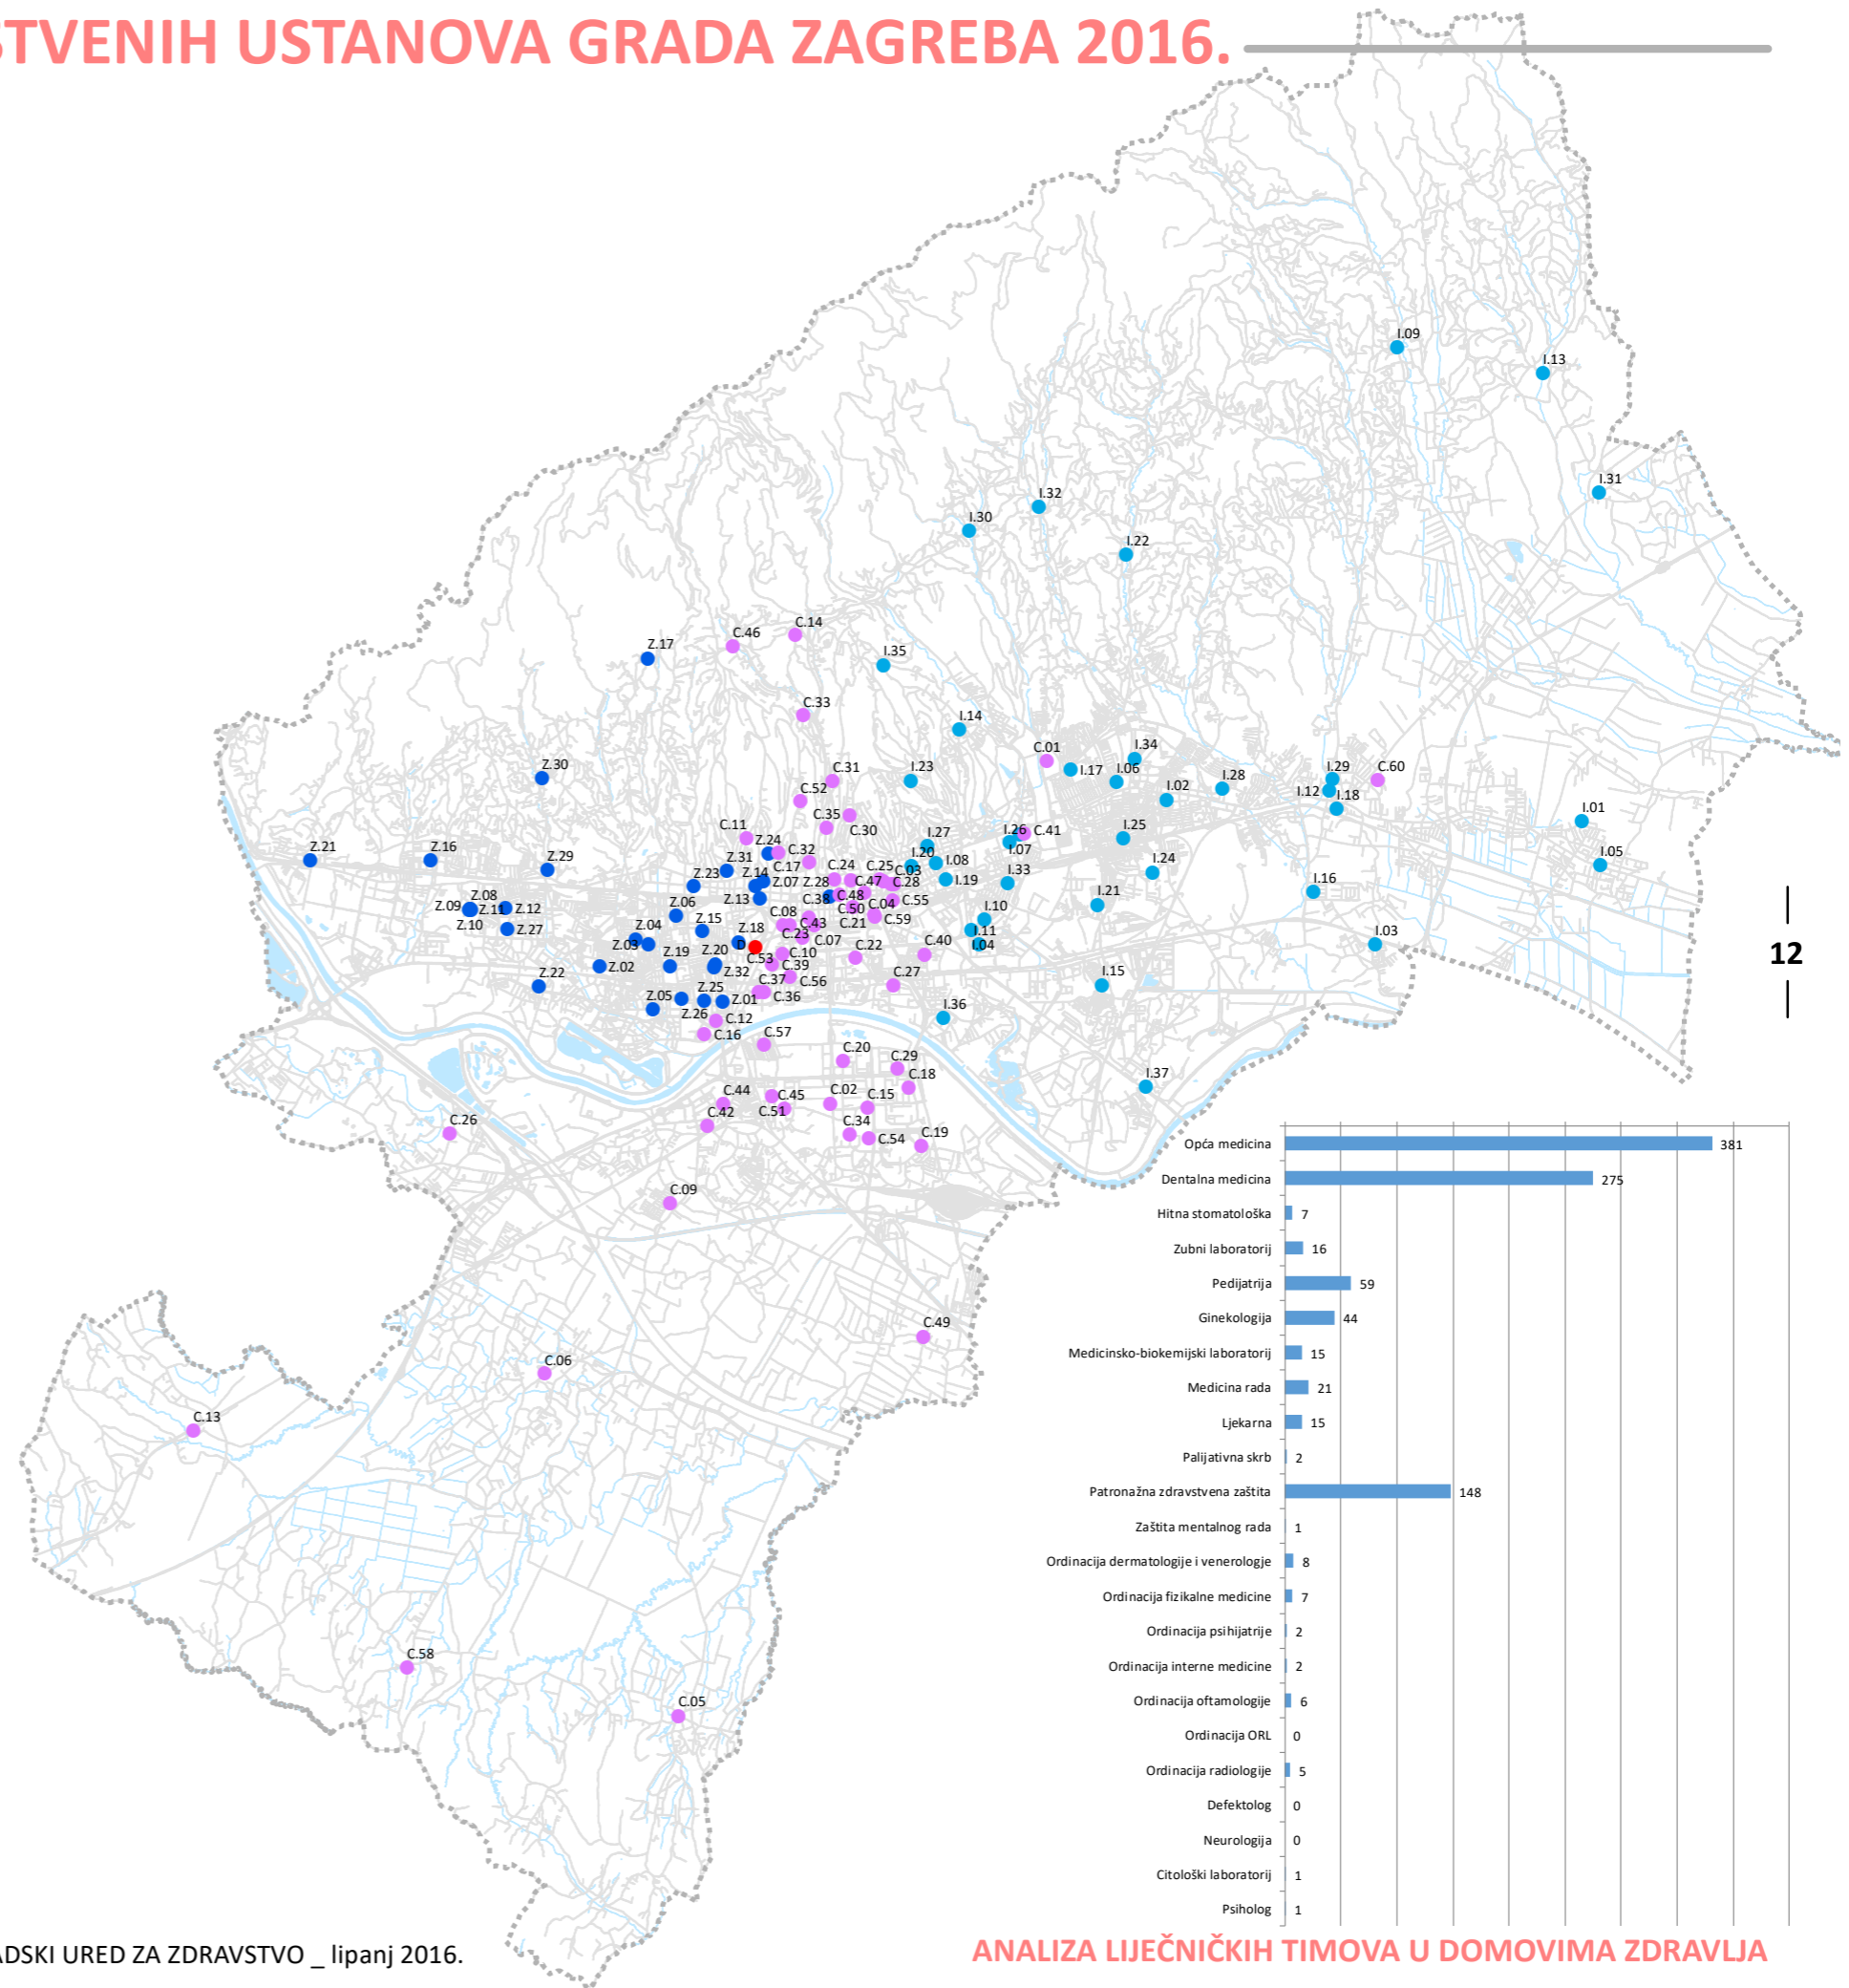 STVENIH USTANOVA GRADA ZAGREBA 2016.
I.09
I.13
I.31
I.32
I.30
I.22
C.14
C.46
Z.17
I.35
C.33
I.14
C.01
I.34
I.17
I.06
I.23
C.31
Z.30
I.29
C.60
I.28
I.12
I.18
I.02
C.52
C.35
C.30
I.01
C.11
Z.24
C.32
I.27
I.26
C.41
I.07
I.25
Z.21
Z.16
Z.29
Z.31
C.17
C.24
C.25
C.03
I.20
I.08
I.05
I.24
Z.23
Z.14
Z.07
Z.28
C.47
C.28
I.19
I.33
I.16
Z.13
C.38
C.48
C.04
C.55
Z.08
Z.09
Z.11
Z.12
Z.06
C.50
C.59
I.21
Z.10
Z.27
Z.04
Z.15
C.08
C.43
C.21
I.10
Z.03
Z.18
D
C.23
C.07
I.11
I.04
I.03
12
Z.02
Z.19
Z.20
C.53
C.10
C.22
C.40
Z.32
C.39
Z.22
C.37
C.56
C.27
I.15
Z.05
Z.25
Z.01
C.36
Z.26
C.12
I.36
C.16
C.57
C.20
C.29
C.18
I.37
C.44
C.45
C.02
C.15
C.42
C.51
C.26
C.34
C.54
C.19
C.09
C.49
C.06
C.13
C.58
C.05
Opća medicina 381
Dentalna medicina 275
Hitna stomatološka 7
Zubni laboratorij 16
Pedijatrija 59
Ginekologija 44
Medicinsko-biokemijski laboratorij 15
Medicina rada 21
Ljekarna 15
Palijativna skrb 2
Patronažna zdravstvena zaštita 148
Zaštita mentalnog rada 1
Ordinacija dermatologije i venerologje 8
Ordinacija fizikalne medicine 7
Ordinacija psihijatrije 2
Ordinacija interne medicine 2
Ordinacija oftamologije 6
Ordinacija ORL 0
Ordinacija radiologije 5
Defektolog 0
Neurologija 0
Citološki laboratorij 1
Psiholog 1
ADSKI URED ZA ZDRAVSTVO _ lipanj 2016.
ANALIZA LIJEČNIČKIH TIMOVA U DOMOVIMA ZDRAVLJA